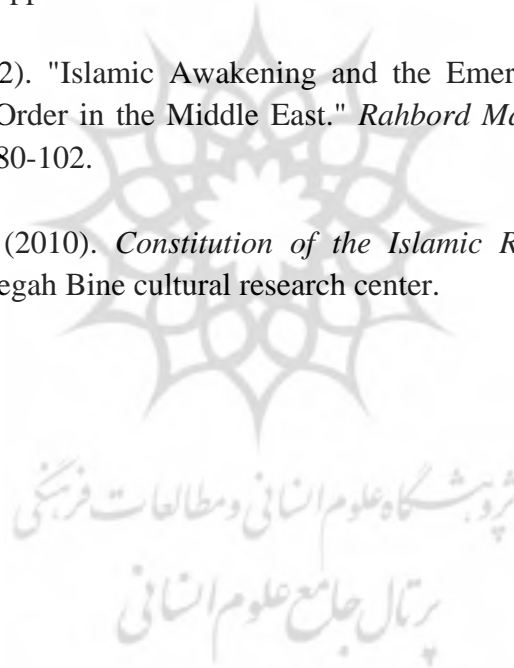 2). "Islamic Awakening and the Emer
Order in the Middle East." Rahbord Ma
80-102.
(2010). Constitution of the Islamic R
egah Bine cultural research center.
پژوهشگاه علوم انسانی و مطالعات فرهنگی
پرتال جامع علوم انسانی